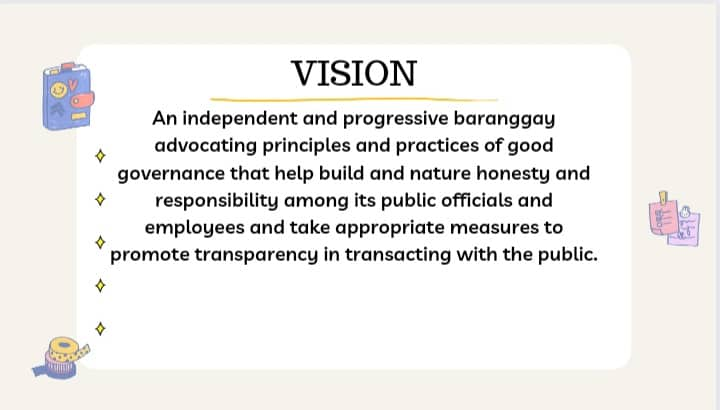 VISION
An independent and progressive baranggay
advocating principles and practices of good
governance that help build and nature honesty and
responsibility among its public officials and
employees and take appropriate measures to
promote transparency in transacting with the public.